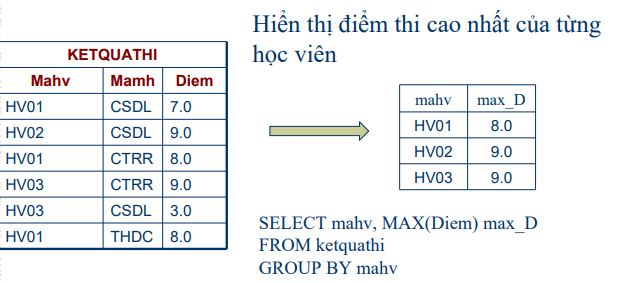 Hiển thị điểm thi cao nhất của từng
học viên
KETQUATHI
Mahv Mamh Diem
HV01 CSDL 7.0
HV02 CSDL 9.0
HV01 CTRR 8.0
HV03 CTRR 9.0
HV03 CSDL 3.0
HV01 THDC 8.0
mahv max_D
HV01 8.0
HV02 9.0
HV03 9.0
SELECT mahv, MAX(Diem) max_D
FROM ketquathi
GROUP BY mahv